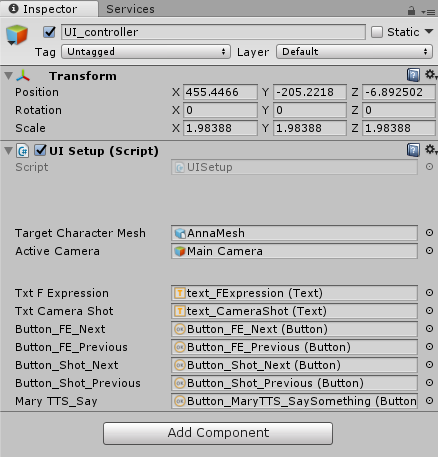 Inspector Services
UI_controller Static
Tag Untagged Layer Default
Transform
Position X 455.4466 Y -205.2218 Z -6.892502
Rotation X 0 Y 0 Z 0
Scale X 1.98388 Y 1.98388 Z 1.98388
UI Setup (Script)
Script UISetup
Target Character Mesh AnnaMesh
Active Camera Main Camera
Txt F Expression text_FExpression (Text)
Txt Camera Shot text_CameraShot (Text)
Button_FE_Next Button_FE_Next (Button)
Button_FE_Previous Button_FE_Previous (Button)
Button_Shot_Next Button_Shot_Next (Button)
Button_Shot_Previous Button_Shot_Previous (Button)
Mary TTS_Say Button_MaryTTS_SaySomething (Button
Add Component